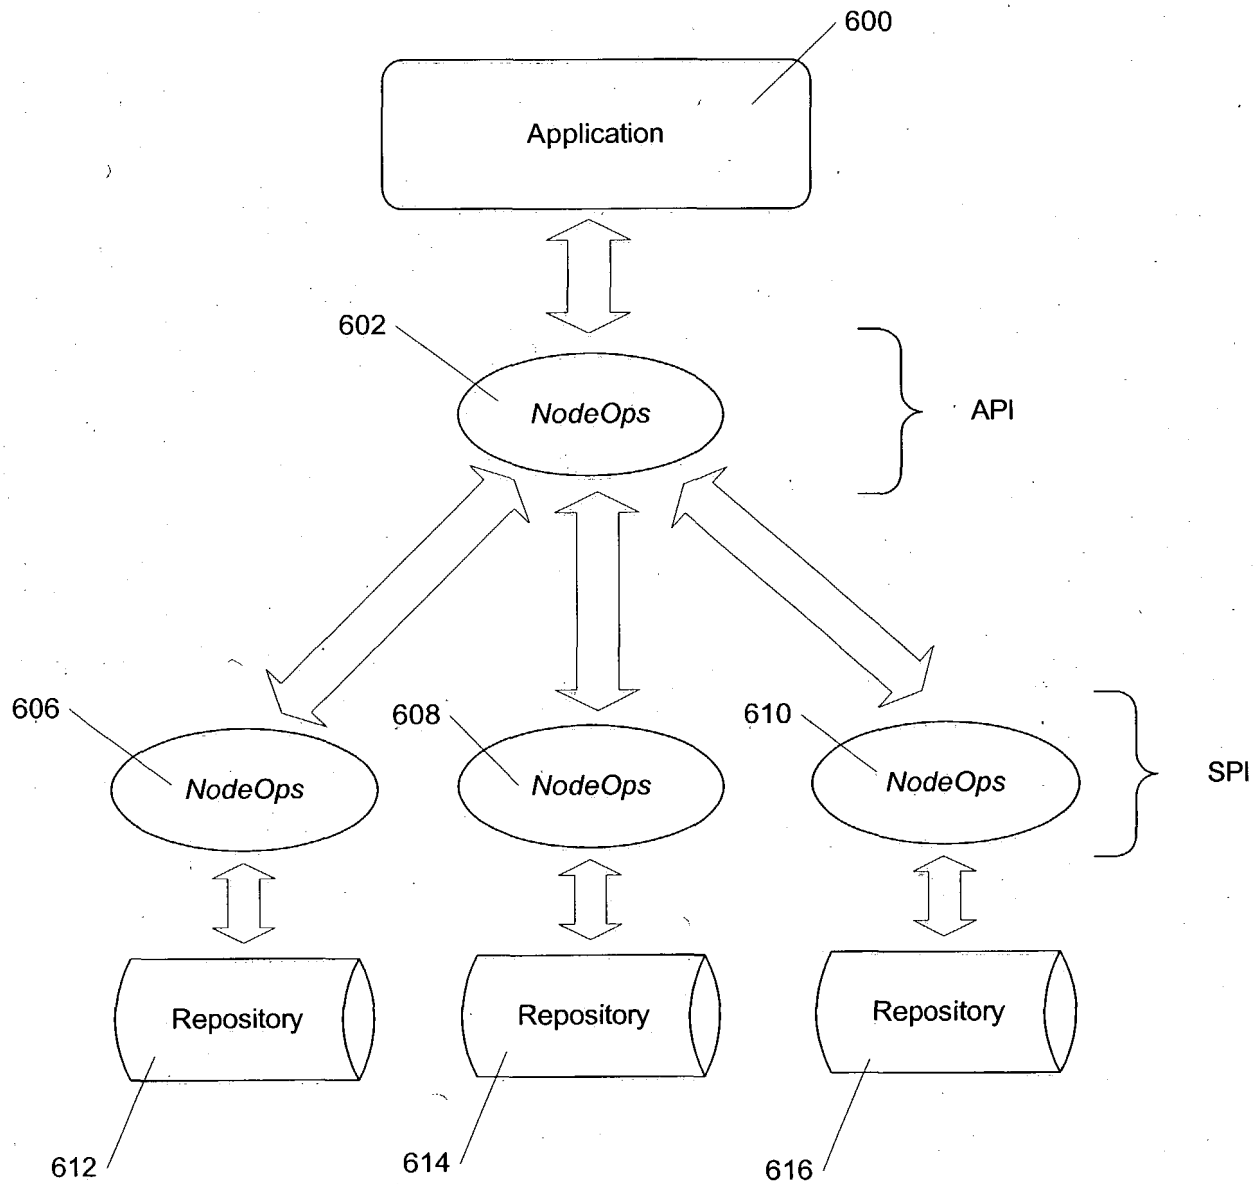 600
Application
602
NodeOps
API
606
608
610
NodeOps
NodeOps
NodeOps
SPI
Repository
Repository
Repository
612
614
616